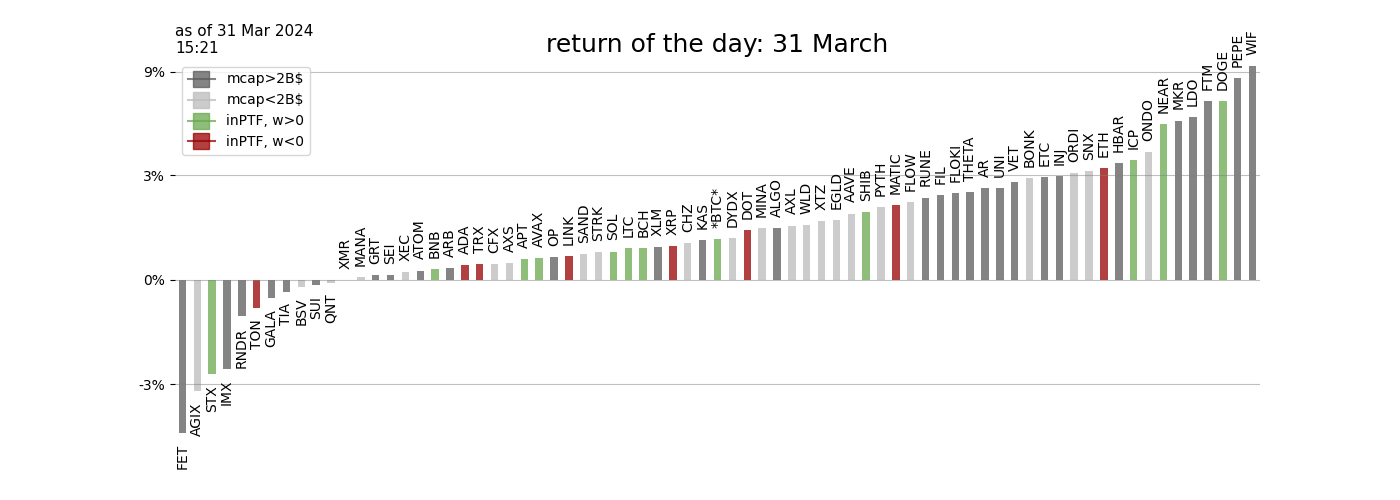 as of 31 Mar 2024
15:21
return of the day: 31 March
mcap>2B$
mcap<2B$
inPTF, w>0
inPTF, w<0
9%
3%
0%
-3%
FET
AGIX
STX
IMX
RNDR
TON
GALA
TIA
BSV
SUI
QNT
XMR
MANA
GRT
SEI
XEC
ATOM
BNB
ARB
ADA
TRX
CFX
AXS
APT
AVAX
OP
LINK
SAND
STRK
SOL
LTC
BCH
XLM
XRP
CHZ
KAS
*BTC*
DYDX
DOT
MINA
ALGO
AXL
WLD
XTZ
EGLD
AAVE
SHIB
PYTH
MATIC
FLOW
RUNE
FIL
FLOKI
THETA
AR
UNI
VET
BONK
ETC
INJ
ORDI
SNX
ETH
HBAR
ICP
ONDO
NEAR
MKR
LDO
FTM
DOGE
PEPE
WIF